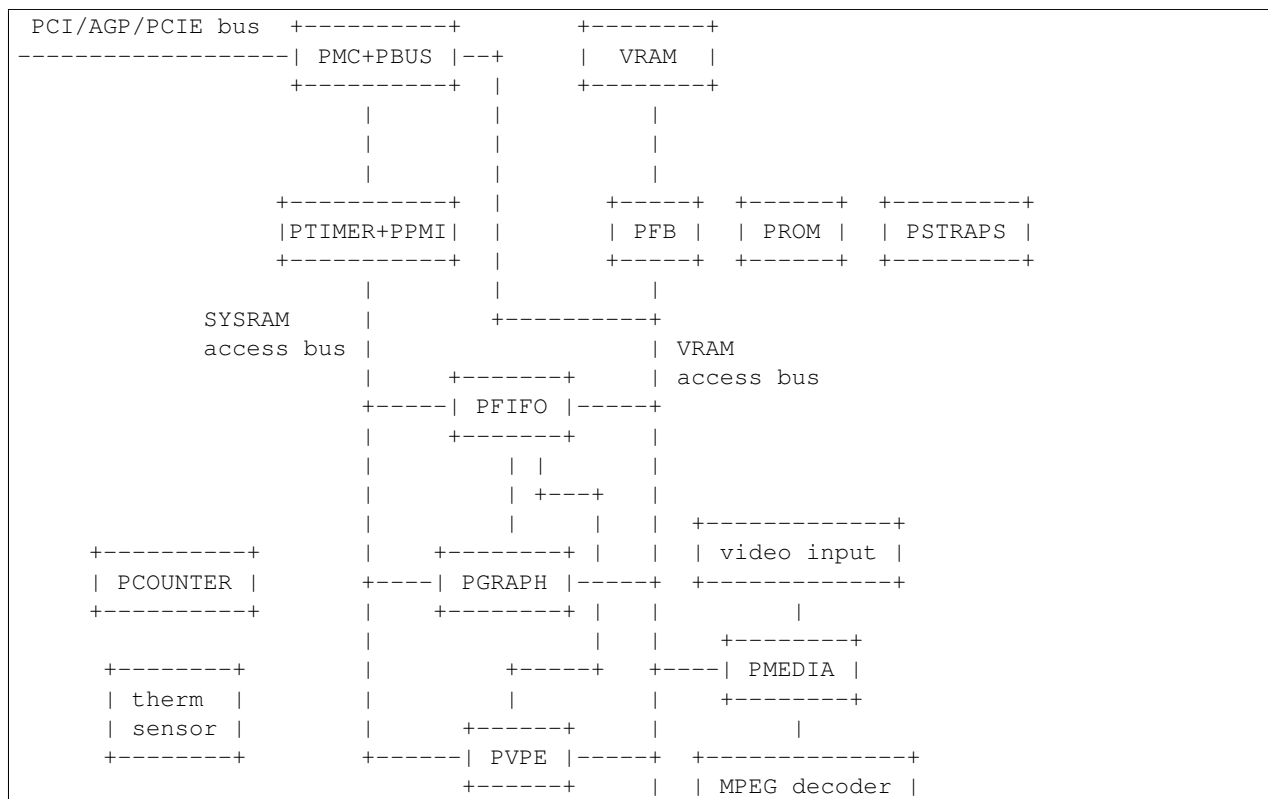 PCI/AGP/PCIE bus  +----------+        +--------+
-------------------| PMC+PBUS |--+     |  VRAM  |
                   +----------+  |     +--------+
                        |        |          |
                        |        |          |
                        |        |          |
                  +-----------+  |       +-----+  +------+  +---------+
                  |PTIMER+PPMI|  |       | PFB |  | PROM |  | PSTRAPS |
                  +-----------+  |       +-----+  +------+  +---------+
                        |        |          |
             SYSRAM     |        +----------+
             access bus |                   | VRAM
                        |     +-------+     | access bus
                        +-----| PFIFO |-----+
                        |     +-------+     |
                        |         | |       |
                        |         | +---+   |
                        |         |     |   |  +-------------+
     +----------+       |    +--------+ |   |  | video input |
     | PCOUNTER |       +----| PGRAPH |-----+  +-------------+
     +----------+       |    +--------+ |   |         |
                        |               |   |    +--------+
      +--------+        |         +-----+   +----| PMEDIA |
      | therm  |        |         |         |    +--------+
      | sensor |        |      +------+     |         |
      +--------+        +------| PVPE |-----+  +--------------+
                               +------+     |  | MPEG decoder |